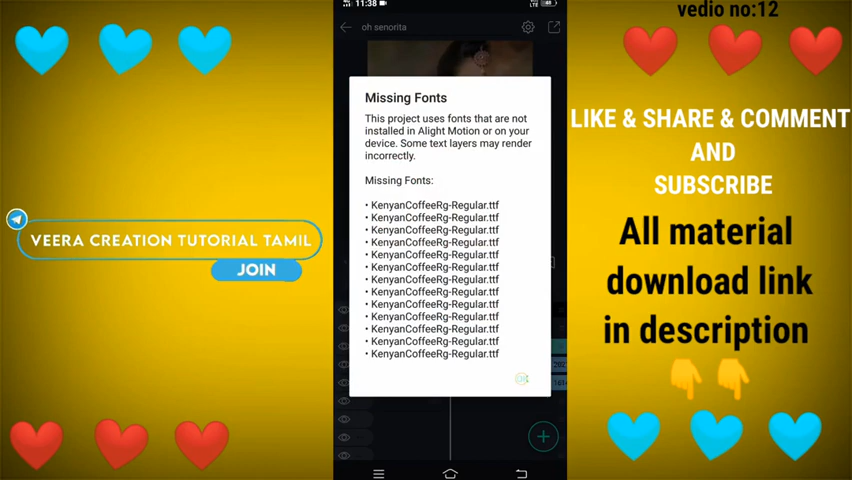 VEERA CREATION TUTORIAL TAMIL
JOIN
11:38
oh senorita
Missing Fonts
This project uses fonts that are not
installed in Alight Motion or on your
device. Some text layers may render
incorrectly.
Missing Fonts:
• KenyanCoffeeRg-Regular.ttf
• KenyanCoffeeRg-Regular.ttf
• KenyanCoffeeRg-Regular.ttf
• KenyanCoffeeRg-Regular.ttf
• KenyanCoffeeRg-Regular.ttf
• KenyanCoffeeRg-Regular.ttf
• KenyanCoffeeRg-Regular.ttf
• KenyanCoffeeRg-Regular.ttf
• KenyanCoffeeRg-Regular.ttf
• KenyanCoffeeRg-Regular.ttf
• KenyanCoffeeRg-Regular.ttf
• KenyanCoffeeRg-Regular.ttf
• KenyanCoffeeRg-Regular.ttf
OK
vedio no:12
LIKE & SHARE & COMMENT
AND
SUBSCRIBE
All material
download link
in description